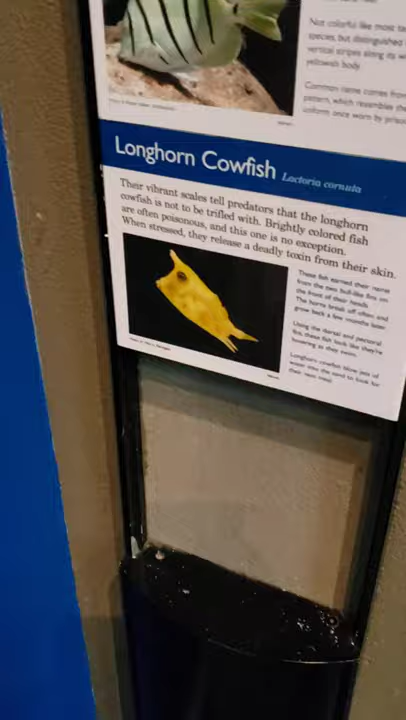 Not colorful like most ta
species, but distinguished
vertical stripes along its w
yellowish body.
Common name comes from
pattern, which resembles th
uniform once worn by prison
Longhorn Cowfish Lactoria cornuta
Their vibrant scales tell predators that the longhorn
cowfish is not to be trifled with. Brightly colored fish
are often poisonous, and this one is no exception.
When stressed, they release a deadly toxin from their skin.
These fish earned their name
from the two bull-like fins on
the front of their heads.
The horns break off often and
grow back a few months later.
Using the dorsal and pectoral
fins, these fish look like they're
hovering as they swim.
Longhorn cowfish blow jets of
water into the sand to look for
their next meal.